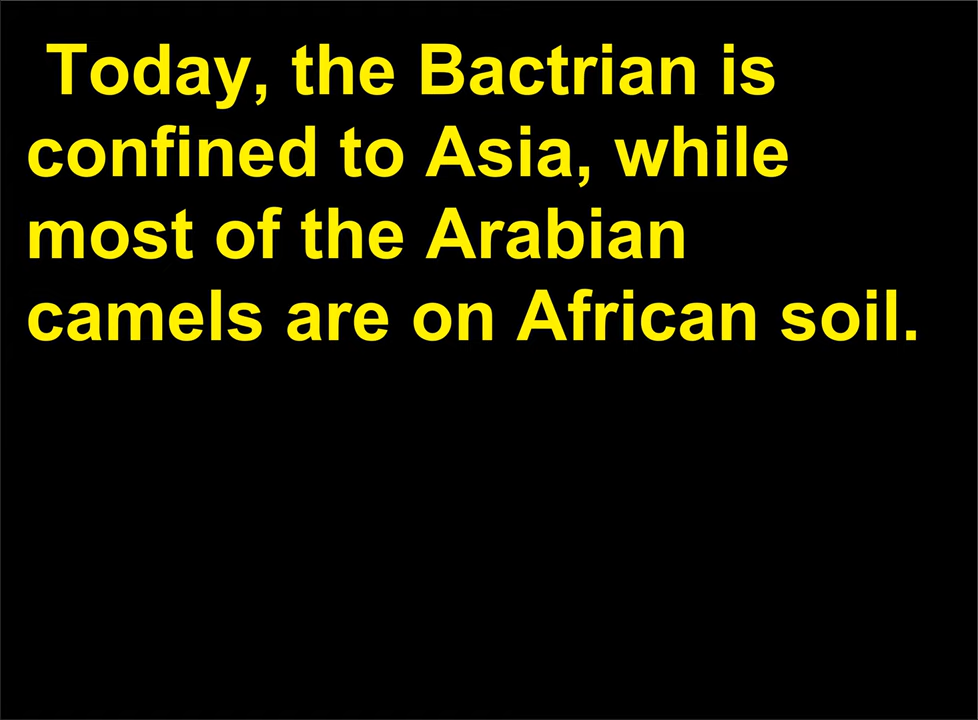 Today, the Bactrian is
confined to Asia, while
most of the Arabian
camels are on African soil.